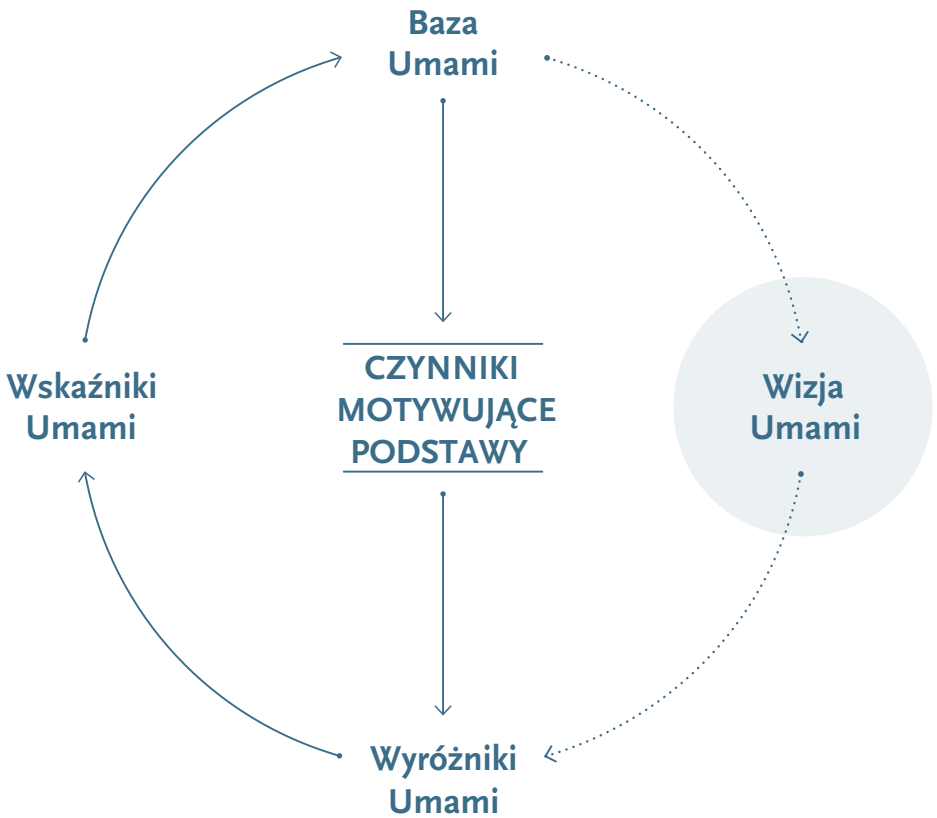 Baza
Umami
Wskaźniki
Umami
CZYNNIKI
MOTYWUJĄCE
PODSTAWY
Wizja
Umami
Wyróżniki
Umami